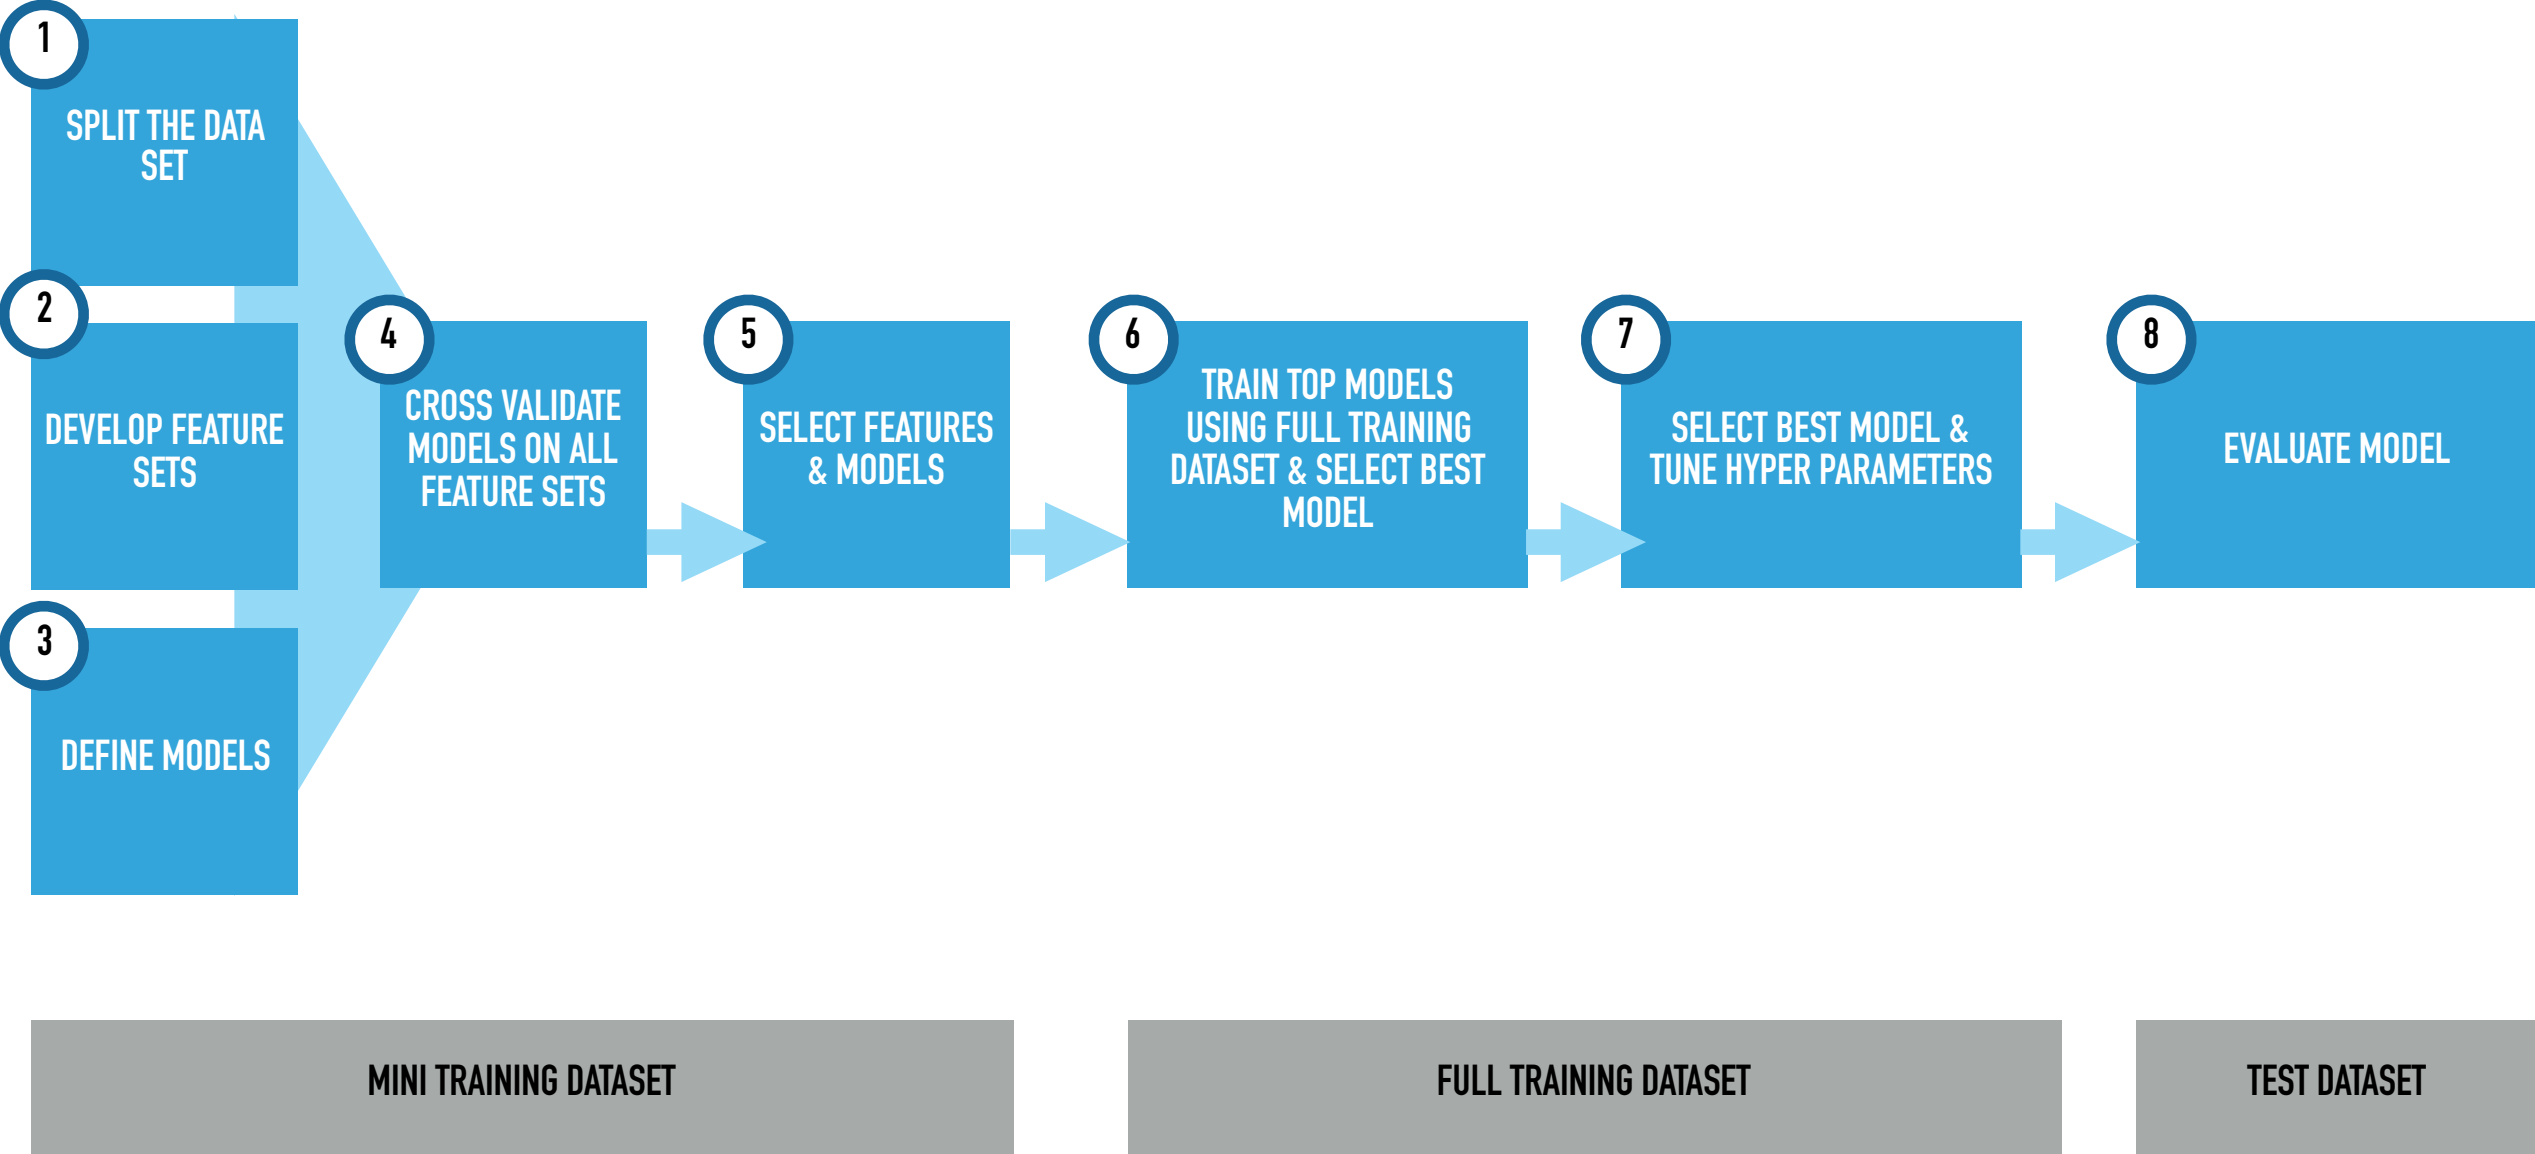 1
SPLIT THE DATA
SET
2
DEVELOP FEATURE
SETS
3
DEFINE MODELS
4
CROSS VALIDATE
MODELS ON ALL
FEATURE SETS
5
SELECT FEATURES
& MODELS
6
TRAIN TOP MODELS
USING FULL TRAINING
DATASET & SELECT BEST
MODEL
7
SELECT BEST MODEL &
TUNE HYPER PARAMETERS
8
EVALUATE MODEL
MINI TRAINING DATASET
FULL TRAINING DATASET
TEST DATASET